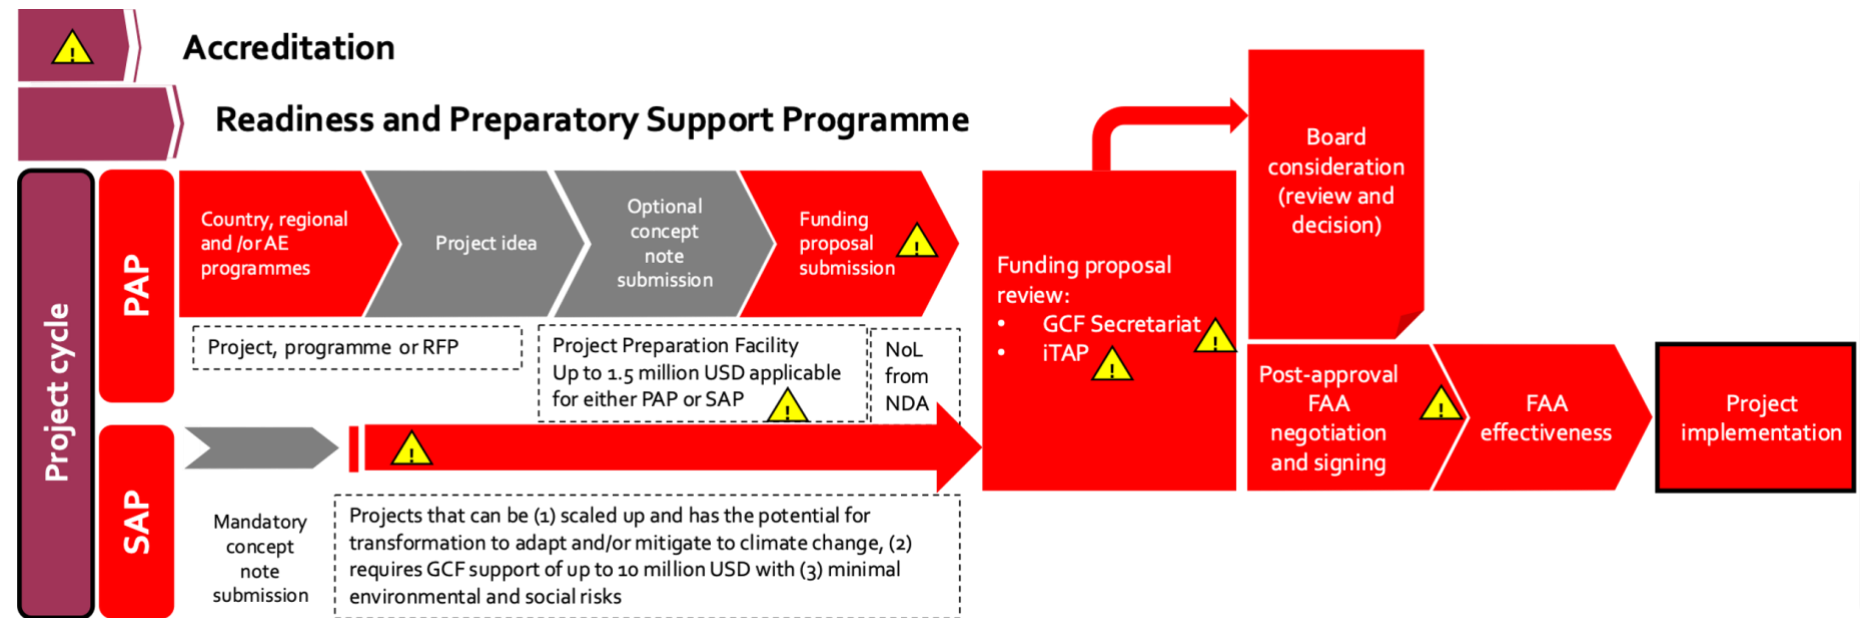 Accreditation
Readiness and Preparatory Support Programme
Project cycle
PAP
Country, regional
and /or AE
programmes
Project idea
Optional
concept
note
submission
Funding
proposal
submission
!
Project, programme or RFP
Project Preparation Facility
Up to 1.5 million USD applicable
for either PAP or SAP
!
NoL
from
NDA
SAP
!
Mandatory
concept
note
submission
Projects that can be (1) scaled up and has the potential for
transformation to adapt and/or mitigate to climate change, (2)
requires GCF support of up to 10 million USD with (3) minimal
environmental and social risks
Funding proposal
review:
• GCF Secretariat
!
• iTAP
!
Board
consideration
(review and
decision)
Post-approval
FAA
negotiation
and signing
!
FAA
effectiveness
Project
implementation
!